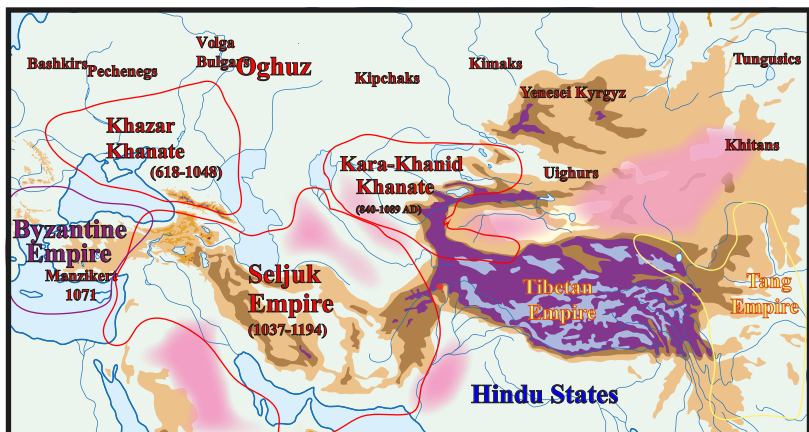 Volga
Bulgars
Oghuz
Bashkirs
Pechenegs
Kipchaks
Kimaks
Tungusics
Yenesei Kyrgyz
Khazar
Khanate
(618-1048)
Kara-Khanid
Khanate
(840-1089 AD)
Uighurs
Khitans
Byzantine
Empire
Manzikert
1071
Seljuk
Empire
(1037-1194)
Tibetan
Empire
Tang
Empire
Hindu States